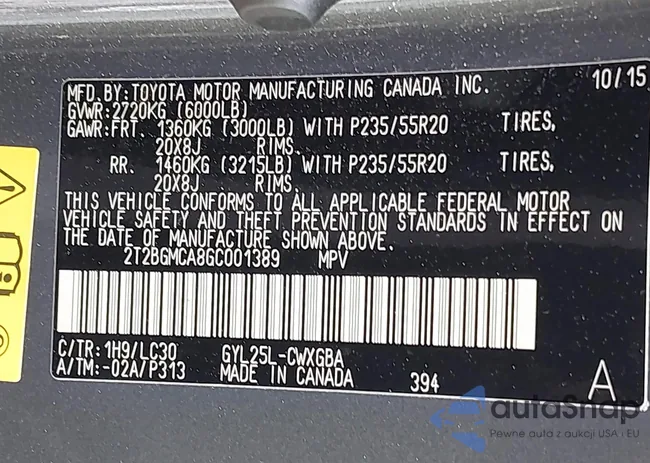 MFD.BY:TOYOTA MOTOR MANUFACTURING CANADA INC. 10/15
GVWR:2720KG (6000LB)
GAWR:FRT. 1360KG (3000LB) WITH P235/55R20 TIRES,
20X8J RIMS.
RR. 1460KG (3215LB) WITH P235/55R20 TIRES,
20X8J RIMS.
THIS VEHICLE CONFORMS TO ALL APPLICABLE FEDERAL MOTOR
VEHICLE SAFETY AND THEFT PREVENTION STANDARDS IN EFFECT ON
THE DATE OF MANUFACTURE SHOWN ABOVE.
2T2BGMCA86C001389 MPV
C/TR:1H9/LC30 GYL25L-CWXGBA
A/TM:-02A/P313 MADE IN CANADA 394 A
autaSnap
Pewne auta z aukcji USA i EU